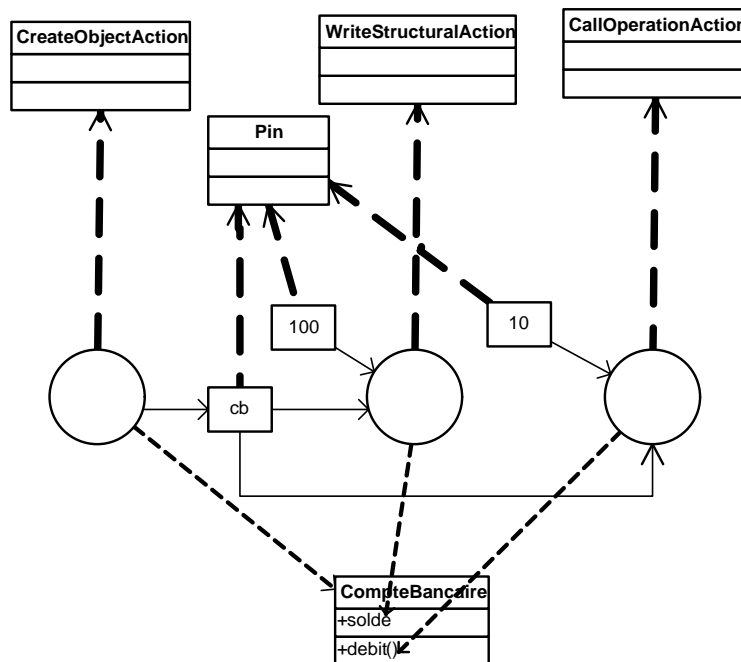 CreateObjectAction
WriteStructuralAction
CallOperationAction
Pin
100
10
cb
CompteBancaire
+solde
+debit()